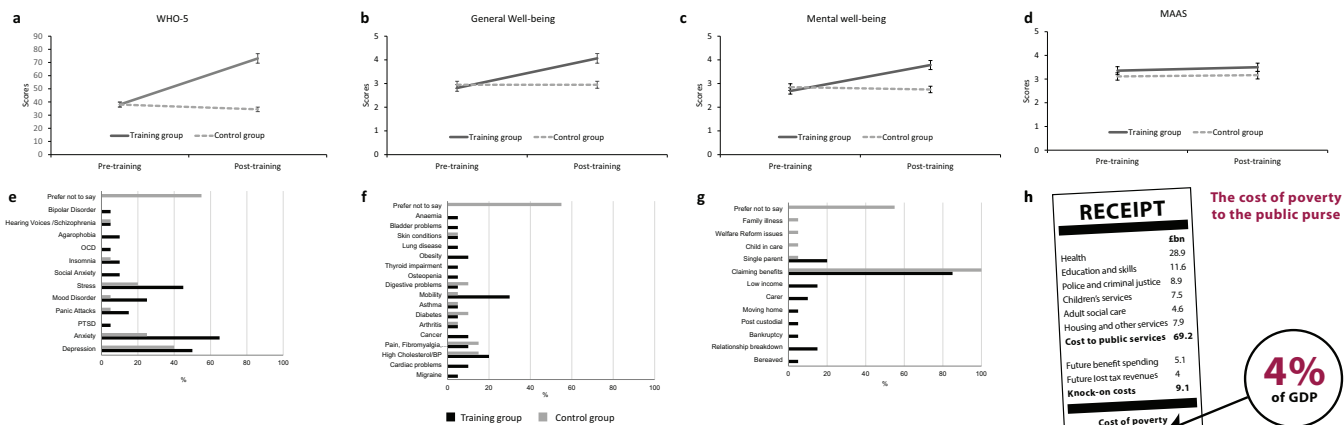 a
WHO-5
90
80
70
60
50
40
30
20
10
0
Scores
Training group
Control group
Pre-training
Post-training
b
General Well-being
5
4
3
2
1
0
Scores
Training group
Control group
Pre-training
Post-training
c
Mental well-being
5
4
3
2
1
0
Scores
Training group
Control group
Pre-training
Post-training
d
MAAS
5
4
3
2
1
0
Scores
Training group
Control group
Pre-training
Post-training
e
Prefer not to say
Bipolar Disorder
Hearing Voices /Schizophrenia
Agarophobia
OCD
Insomnia
Social Anxiety
Stress
Mood Disorder
Panic Attacks
PTSD
Anxiety
Depression
0 20 40 60 80 100
%
f
Prefer not to say
Anaemia
Bladder problems
Skin conditions
Lung disease
Obesity
Thyroid impairment
Osteopenia
Digestive problems
Mobility
Asthma
Diabetes
Arthritis
Cancer
Pain, Fibromyalgia,
High Cholesterol/BP
Cardiac problems
Migraine
0 20 40 60 80 100
%
Training group Control group
g
Prefer not to say
Family illness
Welfare Reform issues
Child in care
Single parent
Claiming benefits
Low income
Carer
Moving home
Post custodial
Bankruptcy
Relationship breakdown
Bereaved
0 20 40 60 80 100
%
h
The cost of poverty
to the public purse
RECEIPT
£bn
Health 28.9
Education and skills 11.6
Police and criminal justice 8.9
Children's services 7.5
Adult social care 4.6
Housing and other services 7,9
Cost to public services 69.2
Future benefit spending 5.1
Future lost tax revenues 4
Knock-on costs 9.1
Cost of poverty
4%
of GDP